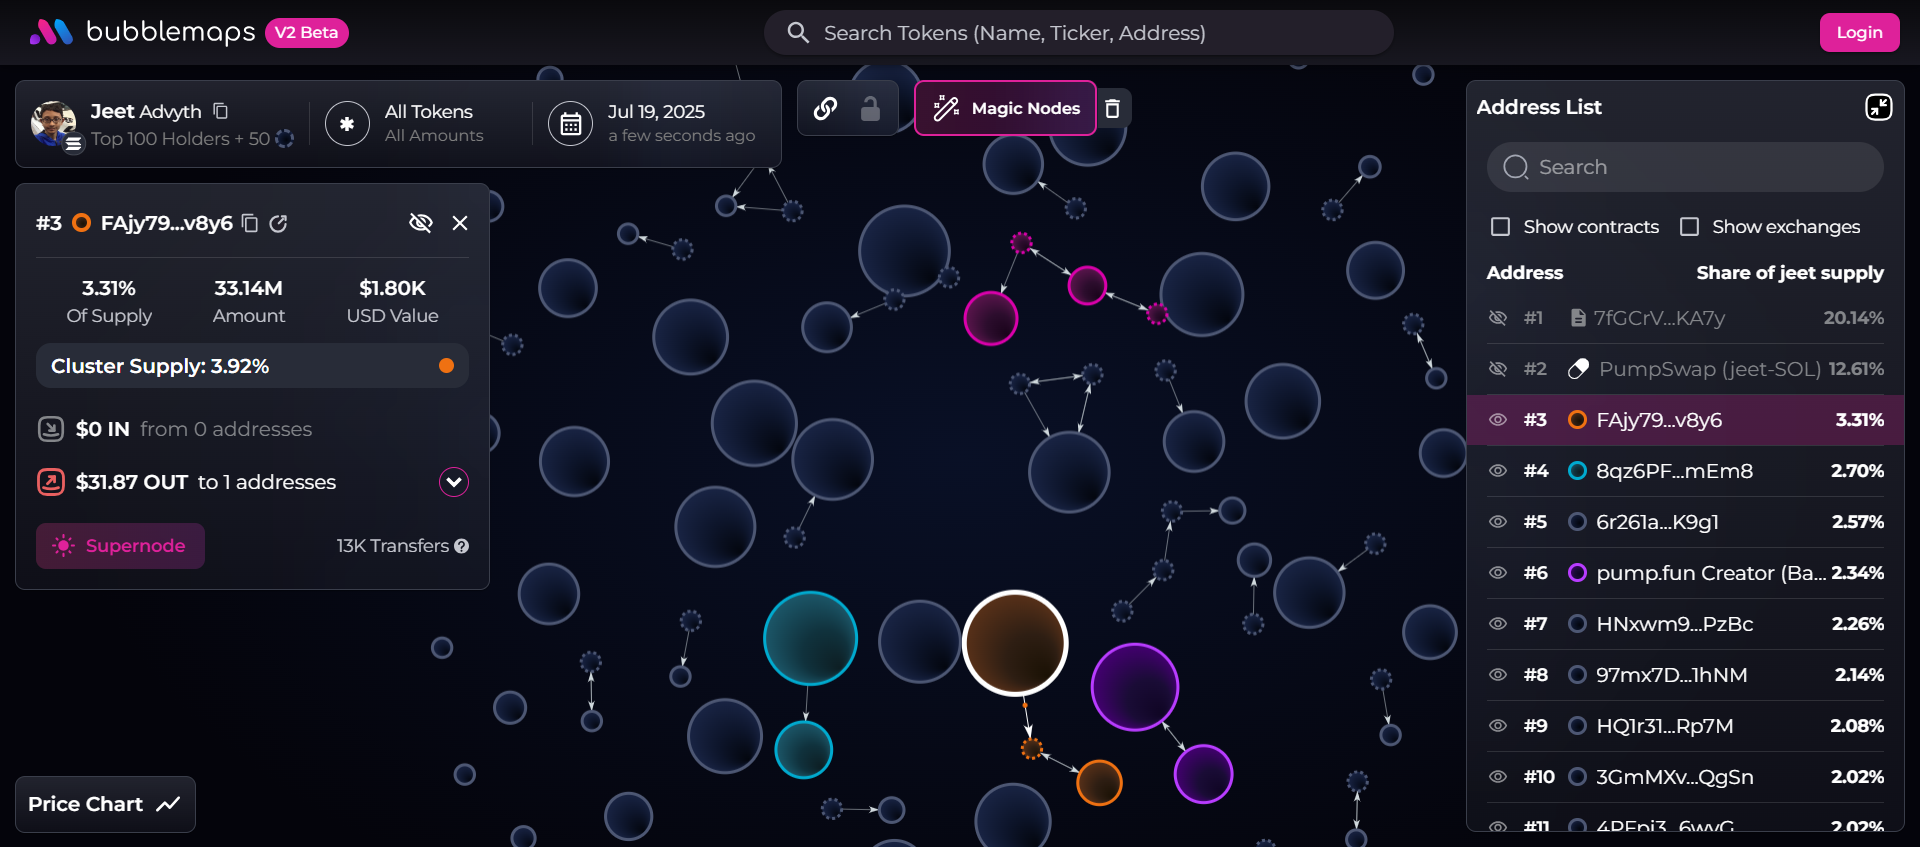 bubblemaps V2 Beta
Search Tokens (Name, Ticker, Address)
Login
Jeet Advyth
Top 100 Holders + 50
All Tokens
All Amounts
Jul 19, 2025
a few seconds ago
Magic Nodes
#3 FAjy79...v8y6
3.31% 33.14M $1.80K
Of Supply Amount USD Value
Cluster Supply: 3.92%
$0 IN from 0 addresses
$31.87 OUT to 1 addresses
Supernode 13K Transfers
Price Chart
Address List
Search
Show contracts Show exchanges
Address Share of jeet supply
#1 7fGCrV...KA7y 20.14%
#2 PumpSwap (jeet-SOL) 12.61%
#3 FAjy79...v8y6 3.31%
#4 8qz6PF...mEm8 2.70%
#5 6r261a...K9g1 2.57%
#6 pump.fun Creator (Ba... 2.34%
#7 HNxwm9...PzBc 2.26%
#8 97mx7D...1hNM 2.14%
#9 HQ1r31...Rp7M 2.08%
#10 3GmMXv...QgSn 2.02%
#11 2.02%